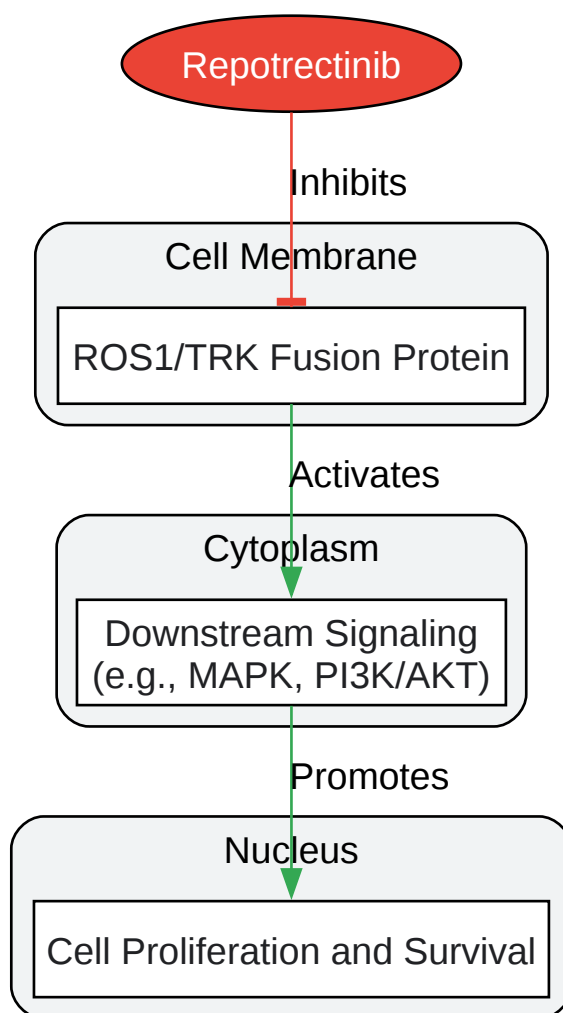 Repotrectinib
Inhibits
Cell Membrane
ROS1/TRK Fusion Protein
Activates
Cytoplasm
Downstream Signaling
(e.g., MAPK, PI3K/AKT)
Promotes
Nucleus
Cell Proliferation and Survival